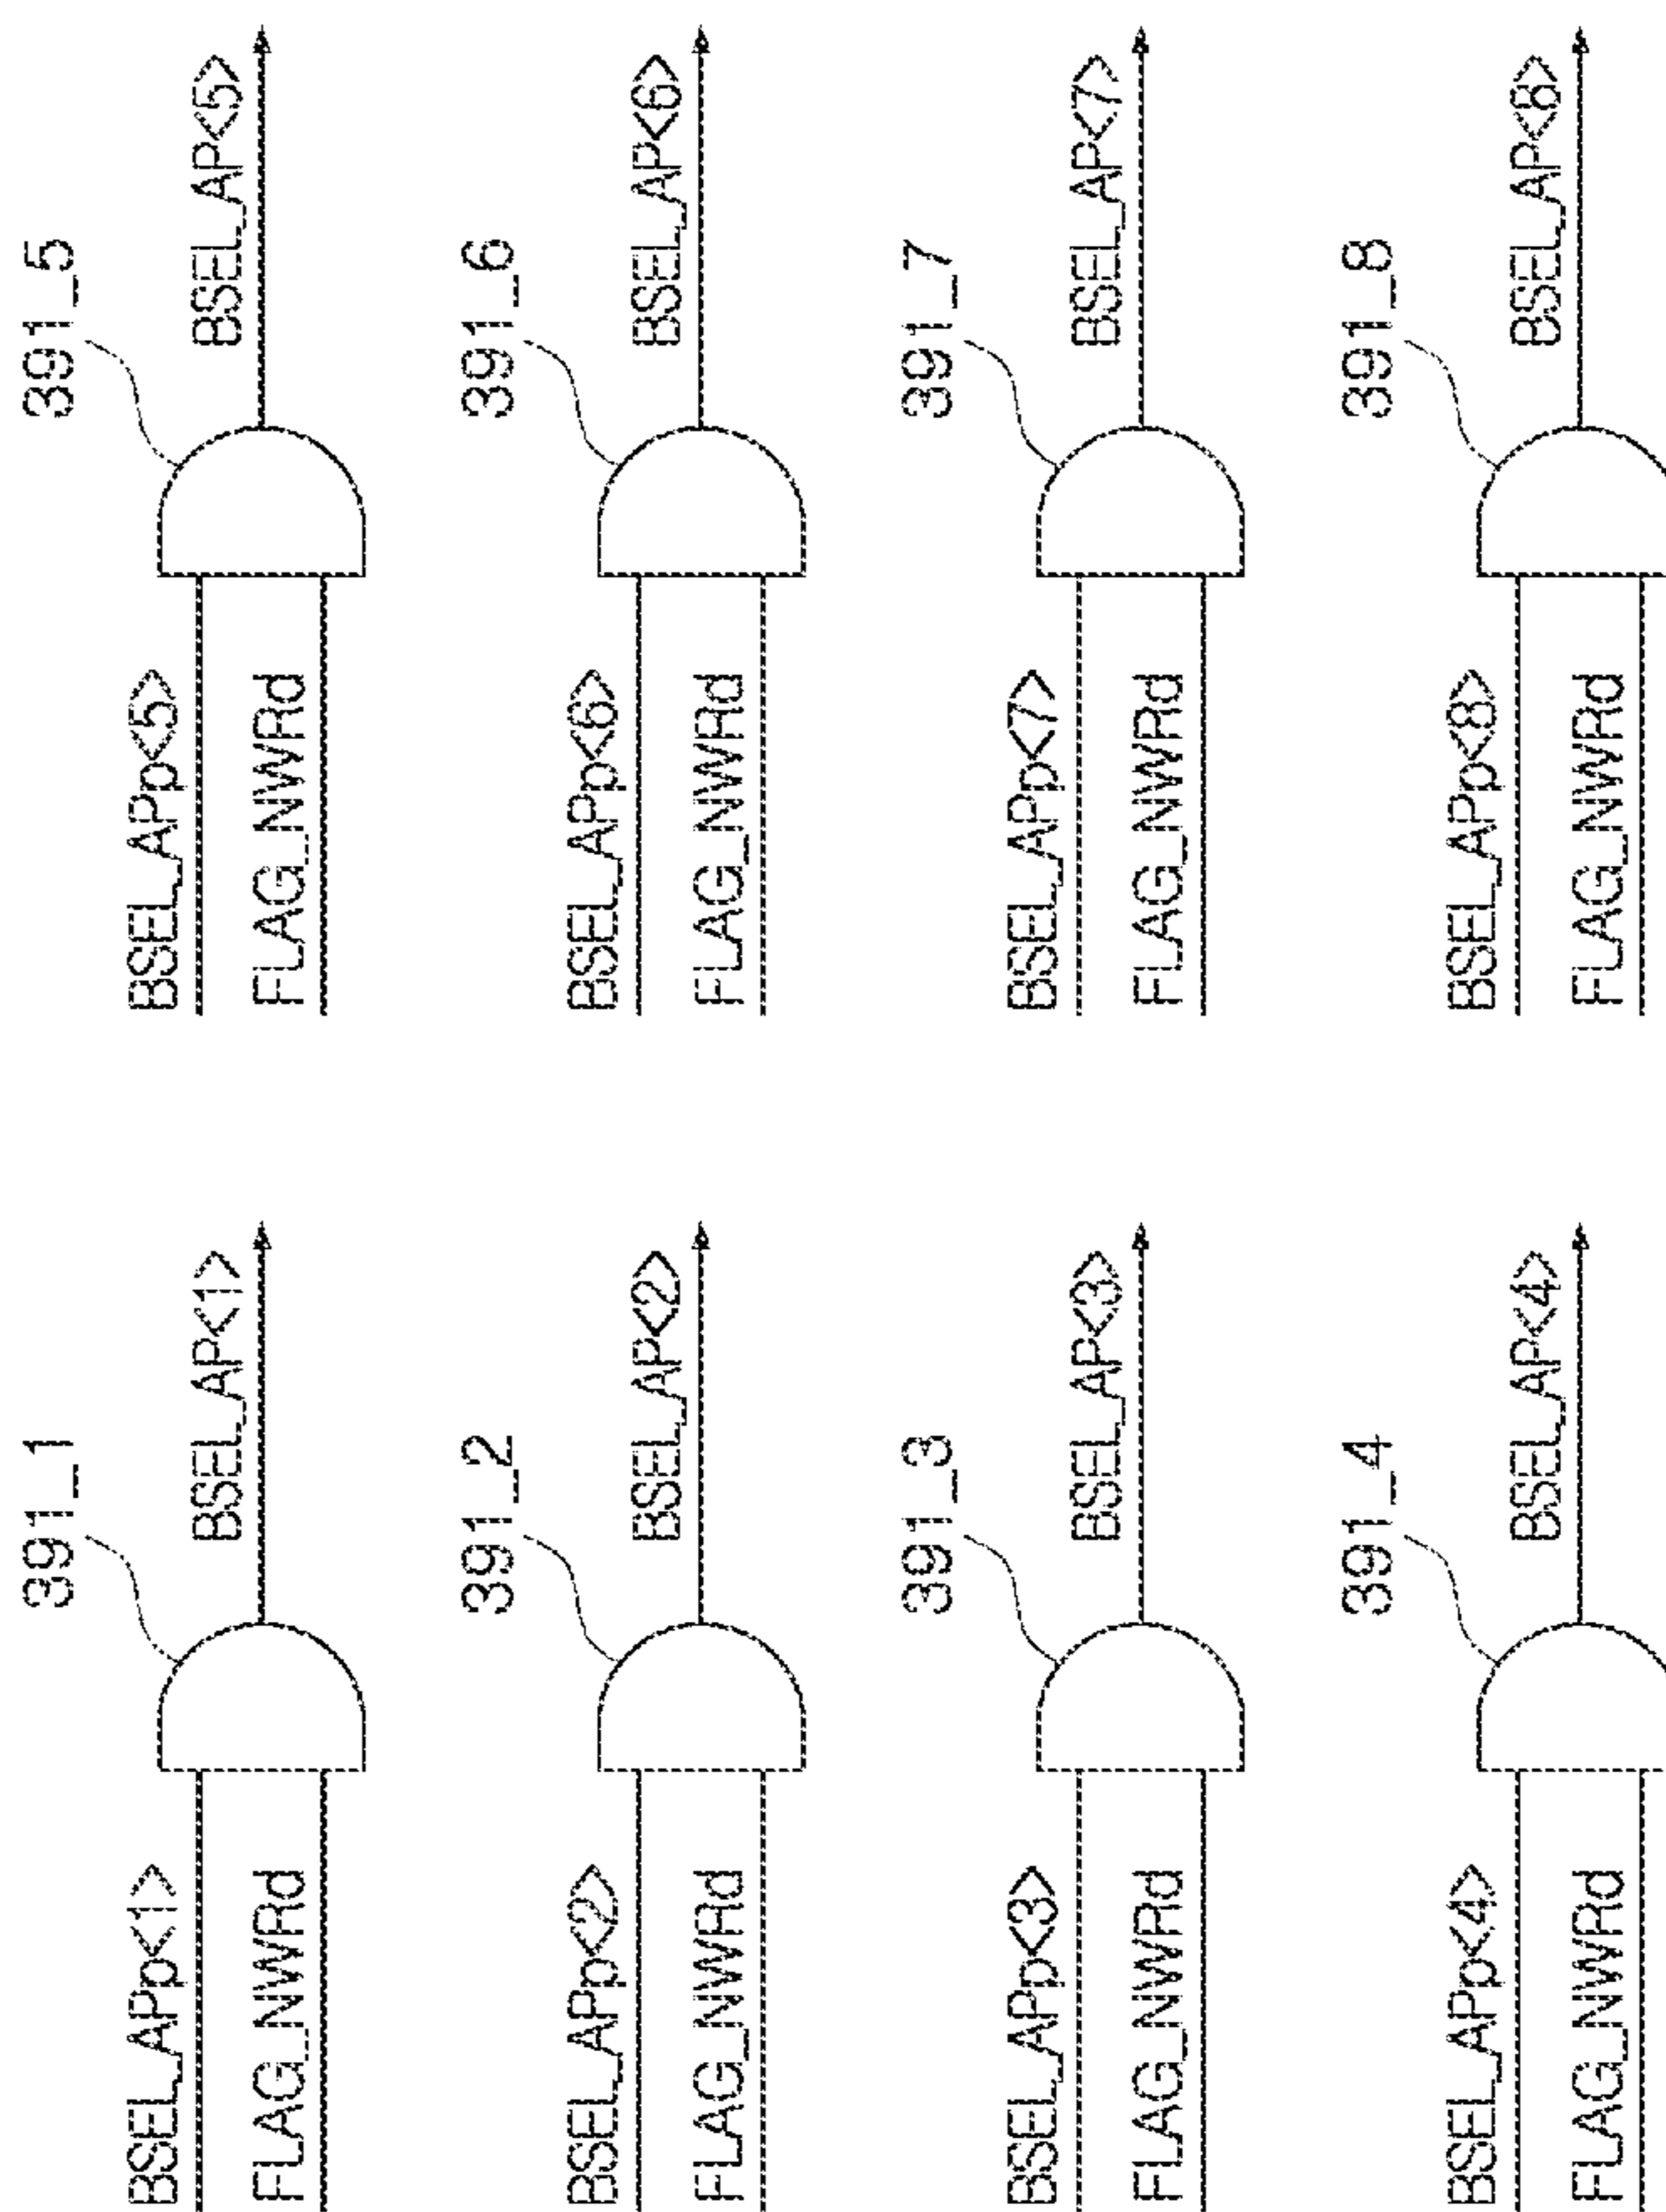 391_1
BSEL_APp<1>
BSEL_AP<1>
FLAG_NWRd
391_2
BSEL_APp<2>
BSEL_AP<2>
FLAG_NWRd
391_3
BSEL_APp<3>
BSEL_AP<3>
FLAG_NWRd
391_4
BSEL_APp<4>
BSEL_AP<4>
FLAG_NWRd
391_5
BSEL_APp<5>
BSEL_AP<5>
FLAG_NWRd
391_6
BSEL_APp<6>
BSEL_AP<6>
FLAG_NWRd
391_7
BSEL_APp<7>
BSEL_AP<7>
FLAG_NWRd
391_8
BSEL_APp<8>
BSEL_AP<8>
FLAG_NWRd